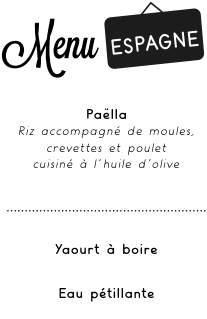 Menu ESPAGNE
Paëlla
Riz accompagné de moules,
crevettes et poulet
cuisiné à l'huile d'olive
Yaourt à boire
Eau pétillante